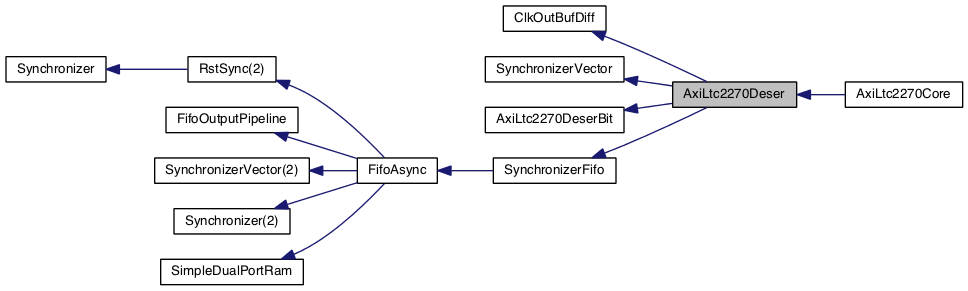 ClkOutBufDiff
Synchronizer
RstSync(2)
SynchronizerVector
AxiLtc2270Deser
AxiLtc2270Core
FifoOutputPipeline
AxiLtc2270DeserBit
SynchronizerVector(2)
FifoAsync
SynchronizerFifo
Synchronizer(2)
SimpleDualPortRam